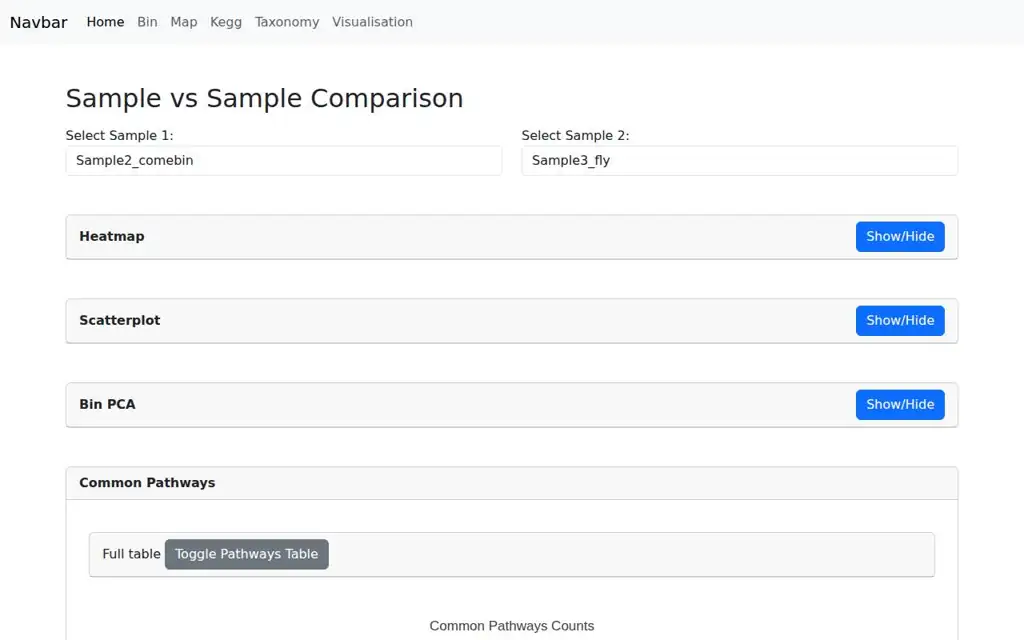 Navbar Home Bin Map Kegg Taxonomy Visualisation
Sample vs Sample Comparison
Select Sample 1: Select Sample 2:
Sample2_comebin Sample3_fly
Heatmap Show/Hide
Scatterplot Show/Hide
Bin PCA Show/Hide
Common Pathways
Full table Toggle Pathways Table
Common Pathways Counts